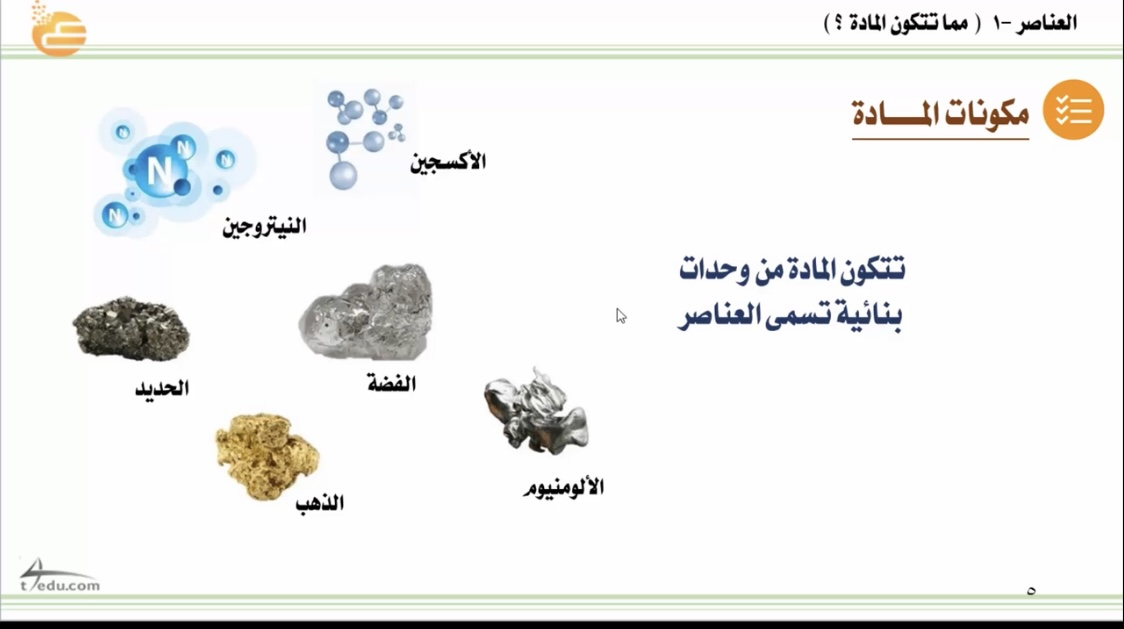 العناصر -١ ( مما تتكون المادة ؟ )
مكونات المـــادة
تتكون المادة من وحدات
بنائية تسمى العناصر
الأكسجين
N
N
N
N
N
النيتروجين
الفضة
الحديد
الألومنيوم
الذهب
t4edu.com
٥